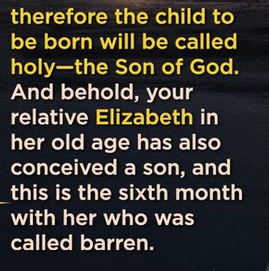 therefore the child to
be born will be called
holy—the Son of God.
And behold, your
relative Elizabeth in
her old age has also
conceived a son, and
this is the sixth month
with her who was
called barren.